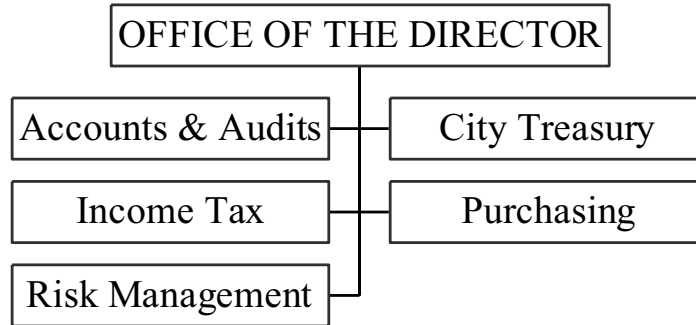 OFFICE OF THE DIRECTOR
Accounts & Audits
City Treasury
Income Tax
Purchasing
Risk Management